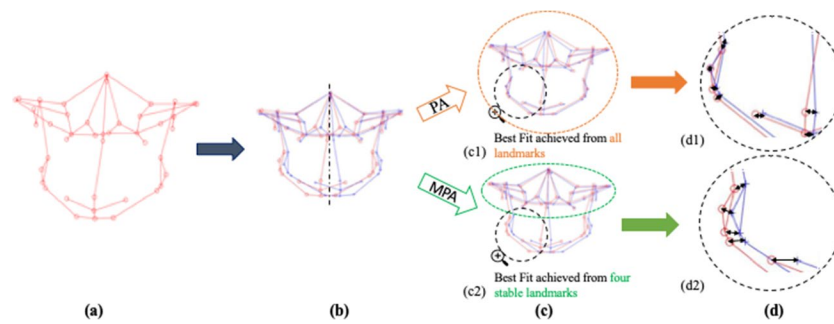 PA
(c1)
Best Fit achieved from all
landmarks
(d1)
MPA
(c2)
Best Fit achieved from four
stable landmarks
(d2)
(a)
(b)
(c)
(d)